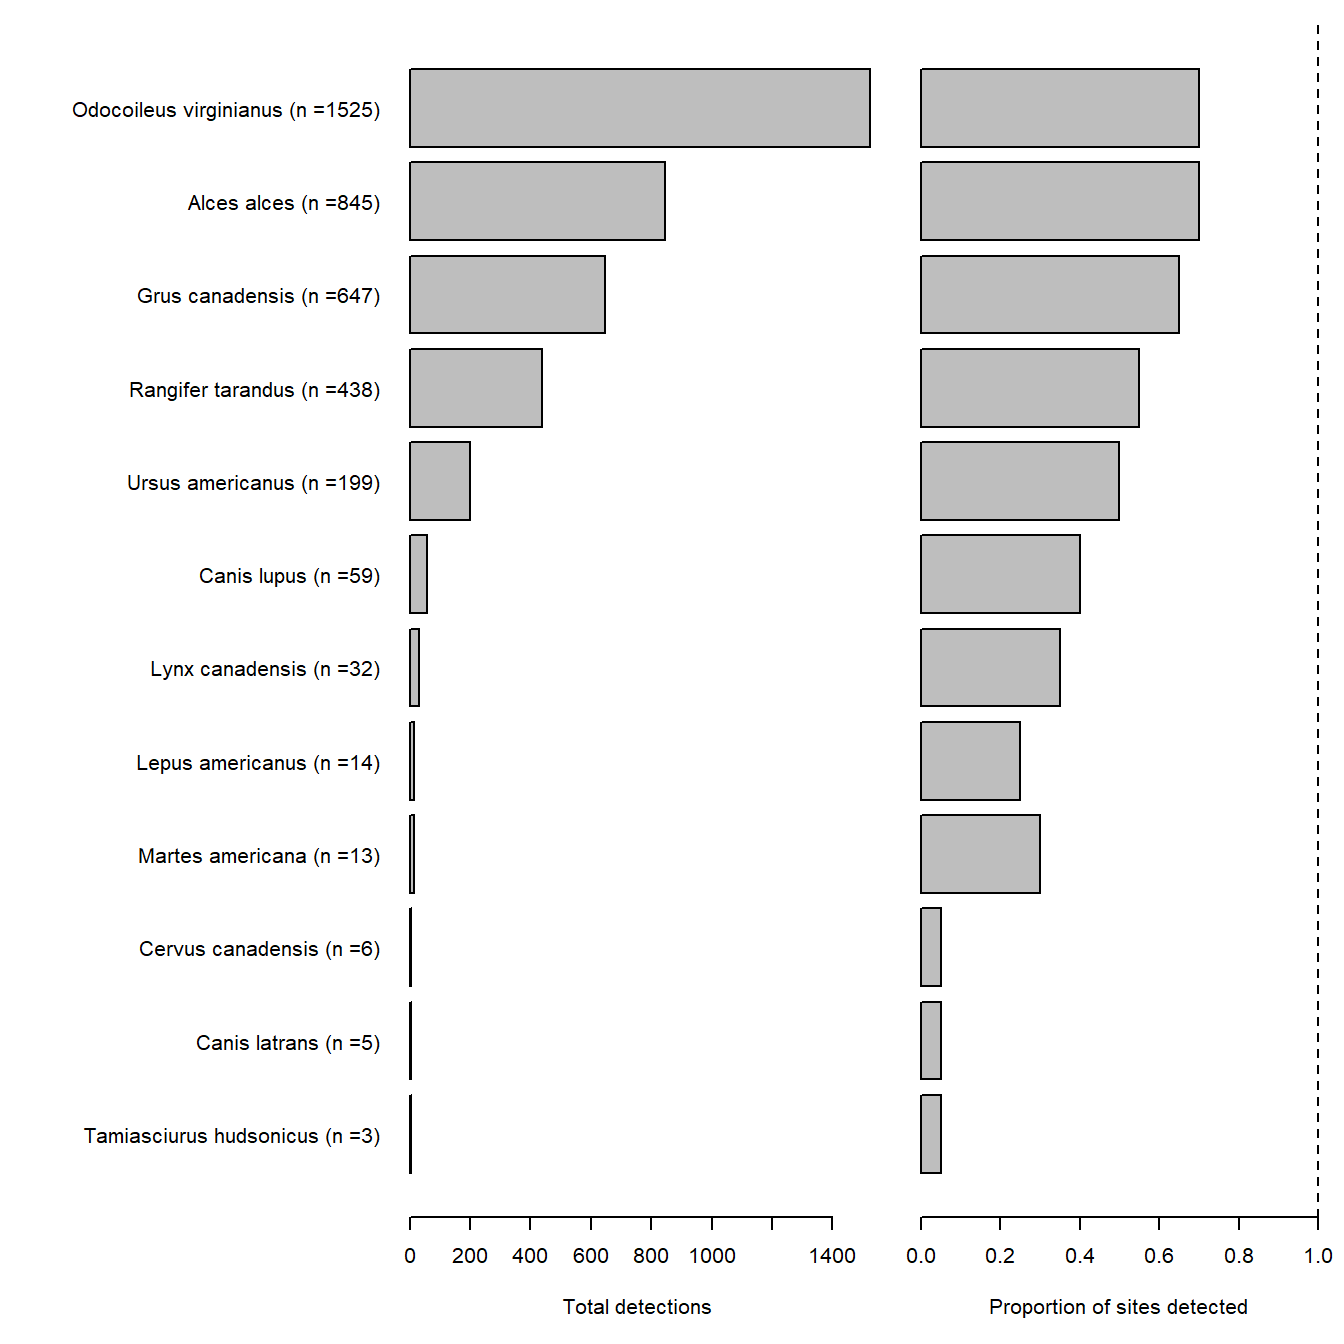 Odocoileus virginianus (n =1525)
Alces alces (n =845)
Grus canadensis (n =647)
Rangifer tarandus (n =438)
Ursus americanus (n =199)
Canis lupus (n =59)
Lynx canadensis (n =32)
Lepus americanus (n =14)
Martes americana (n =13)
Cervus canadensis (n =6)
Canis latrans (n =5)
Tamiasciurus hudsonicus (n =3)
0 200 400 600 800 1000 1400
Total detections
0.0 0.2 0.4 0.6 0.8 1.0
Proportion of sites detected